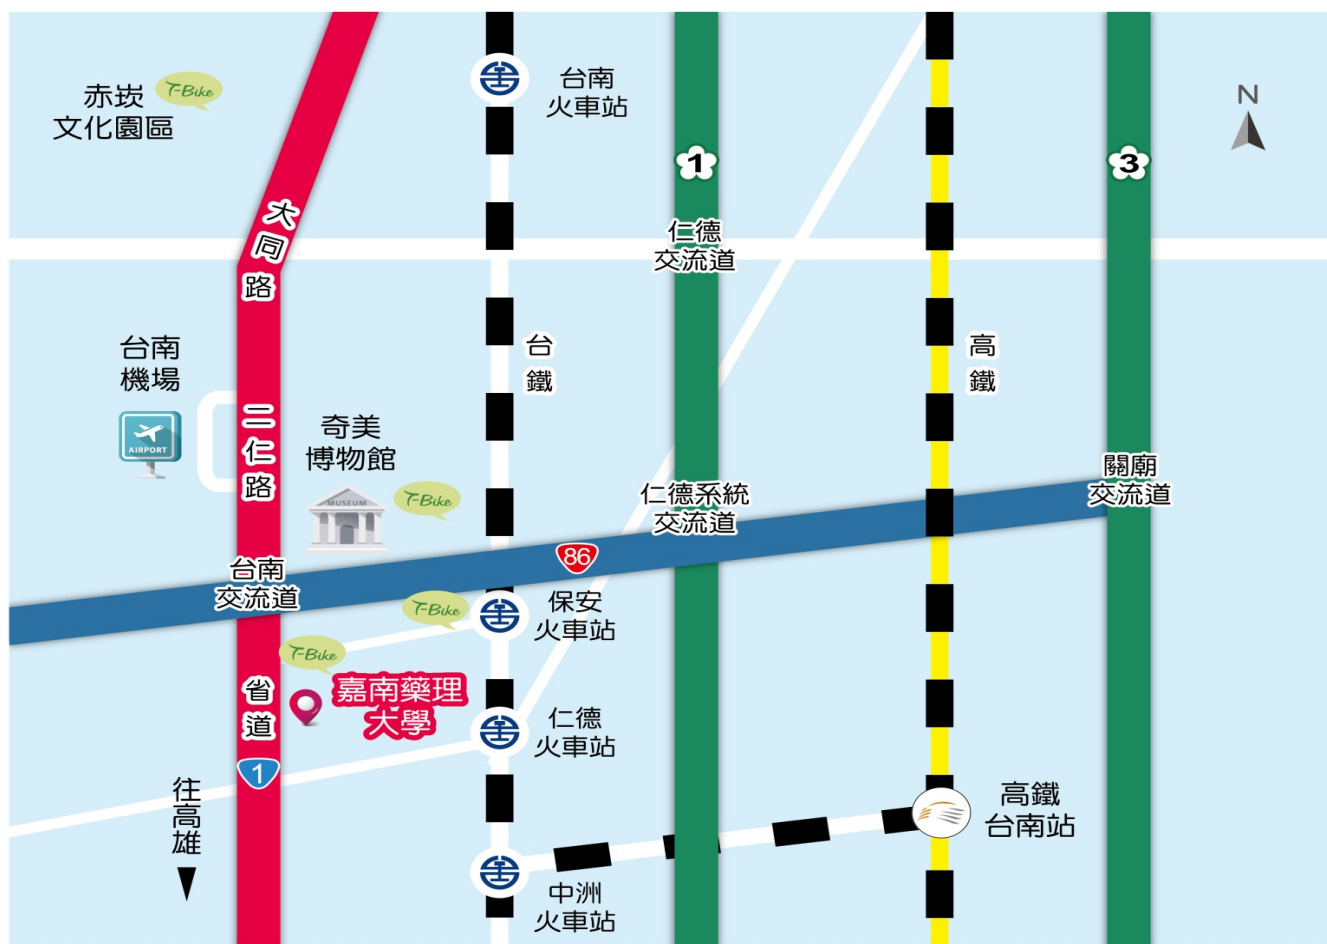 赤崁
文化園區
T-Bike
台南
火車站
N
1
3
大同路
仁德
交流道
台鐵
高鐵
台南
機場
AIRPORT
二仁路
奇美
博物館
MUSEUM
T-Bike
仁德系統
交流道
關廟
交流道
86
台南
交流道
T-Bike
保安
火車站
T-Bike
嘉南藥理
大學
省道
1
仁德
火車站
往高雄
高鐵
台南站
中洲
火車站